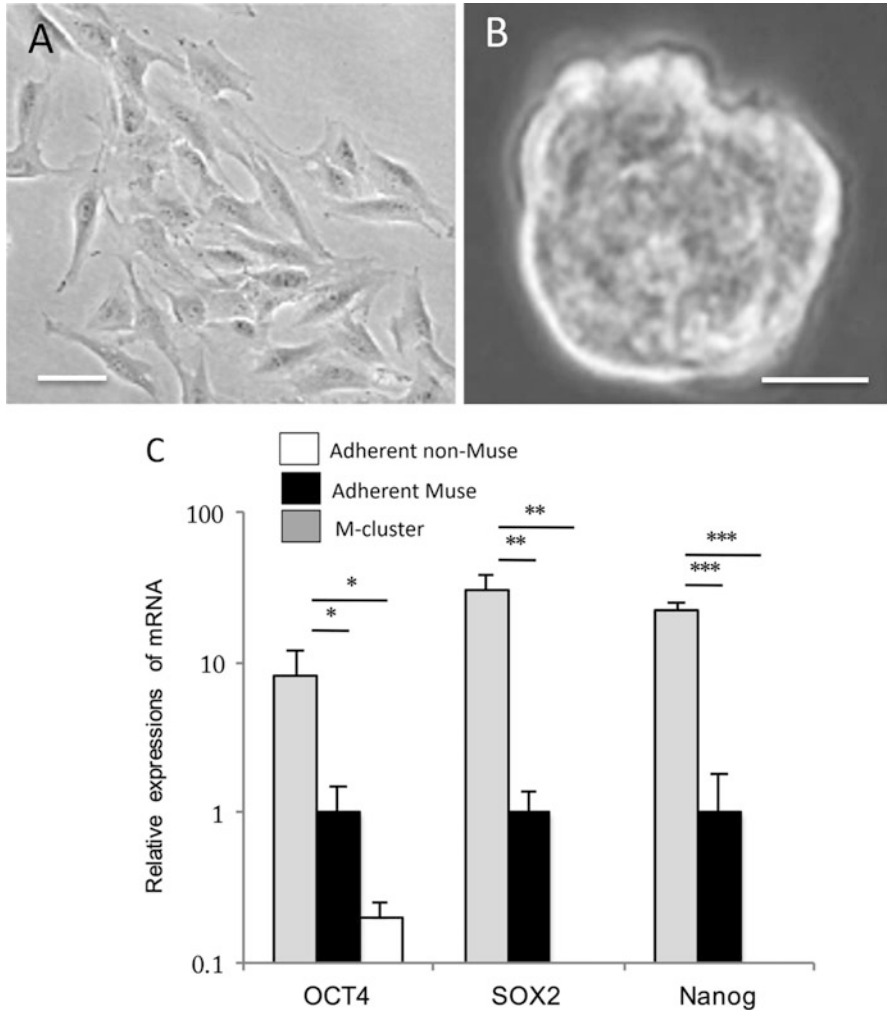 A
B
C
Adherent non-Muse
Adherent Muse
M-cluster
Relative expressions of mRNA
100
10
1
0.1
*
*
**
**
***
***
OCT4
SOX2
Nanog